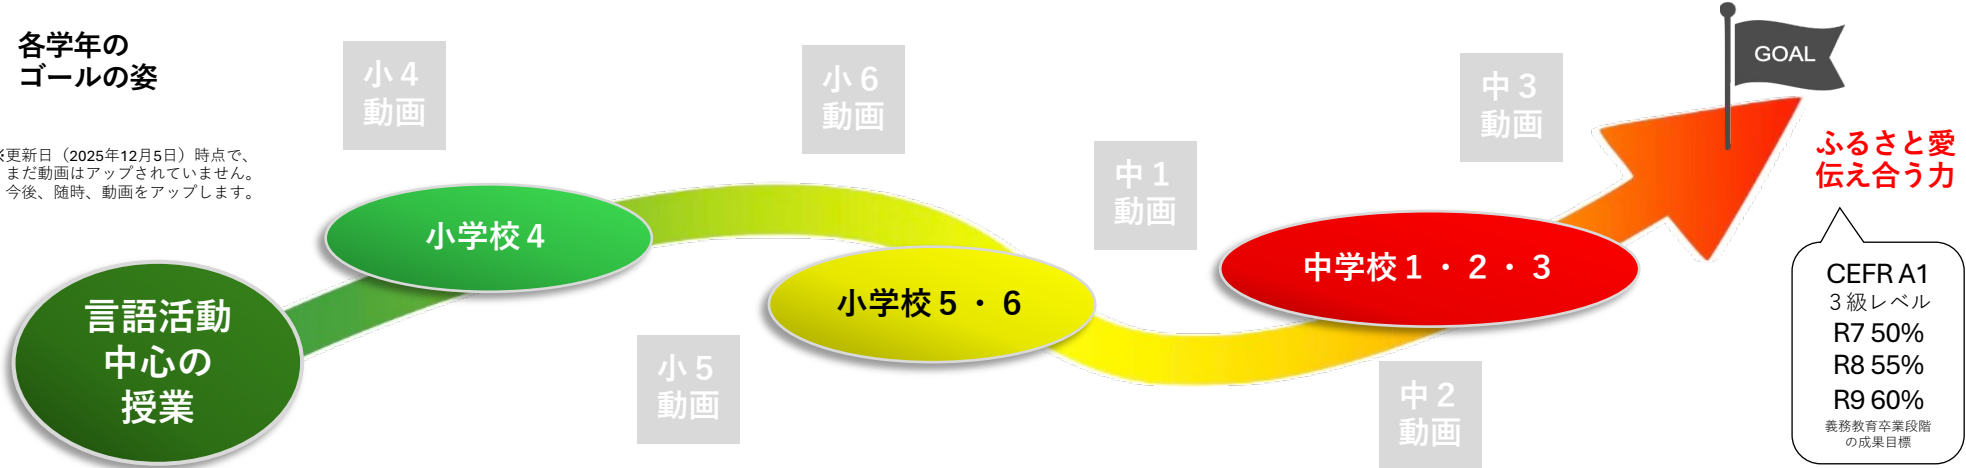 各学年の
ゴールの姿
※更新日（2025年12月5日）時点で、
まだ動画はアップされていません。
今後、随時、動画をアップします。
言語活動
中心の
授業
小４
動画
小学校４
小５
動画
小６
動画
小学校５・６
中１
動画
中学校１・２・３
中２
動画
中３
動画
GOAL
ふるさと愛
伝え合う力
CEFR A1
３級レベル
R7 50%
R8 55%
R9 60%
義務教育卒業段階
の成果目標